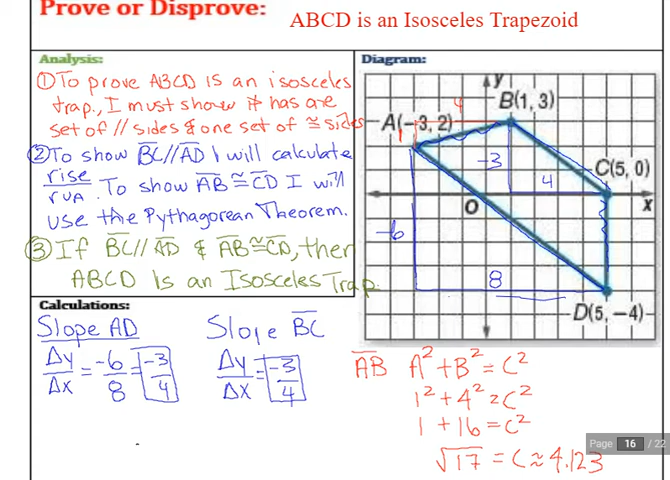 Prove or Disprove:
ABCD is an Isosceles Trapezoid
Analysis:
① To prove ABCD is an isosceles
trap., I must show it has are
set of // sides & one set of ≅ sides
② To show BC // AD I will calculate
rise
run. To show AB ≅ CD I will
use the Pythagorean Theorem.
③ If BC // AD & AB ≅ CD, then
ABCD Is an Isosceles Trap.
Diagram:
y
4
B(1, 3)
A(−3, 2)
1
-3
C(5, 0)
4
O
x
-6
8
D(5, −4)
Calculations:
Slope AD
Δy/Δx = -6/8 = -3/4
Slope BC
Δy/Δx = -3/4
AB A² + B² = C²
1² + 4² = C²
1 + 16 = C²
√17 = C ≈ 4.123
Page 16 / 22